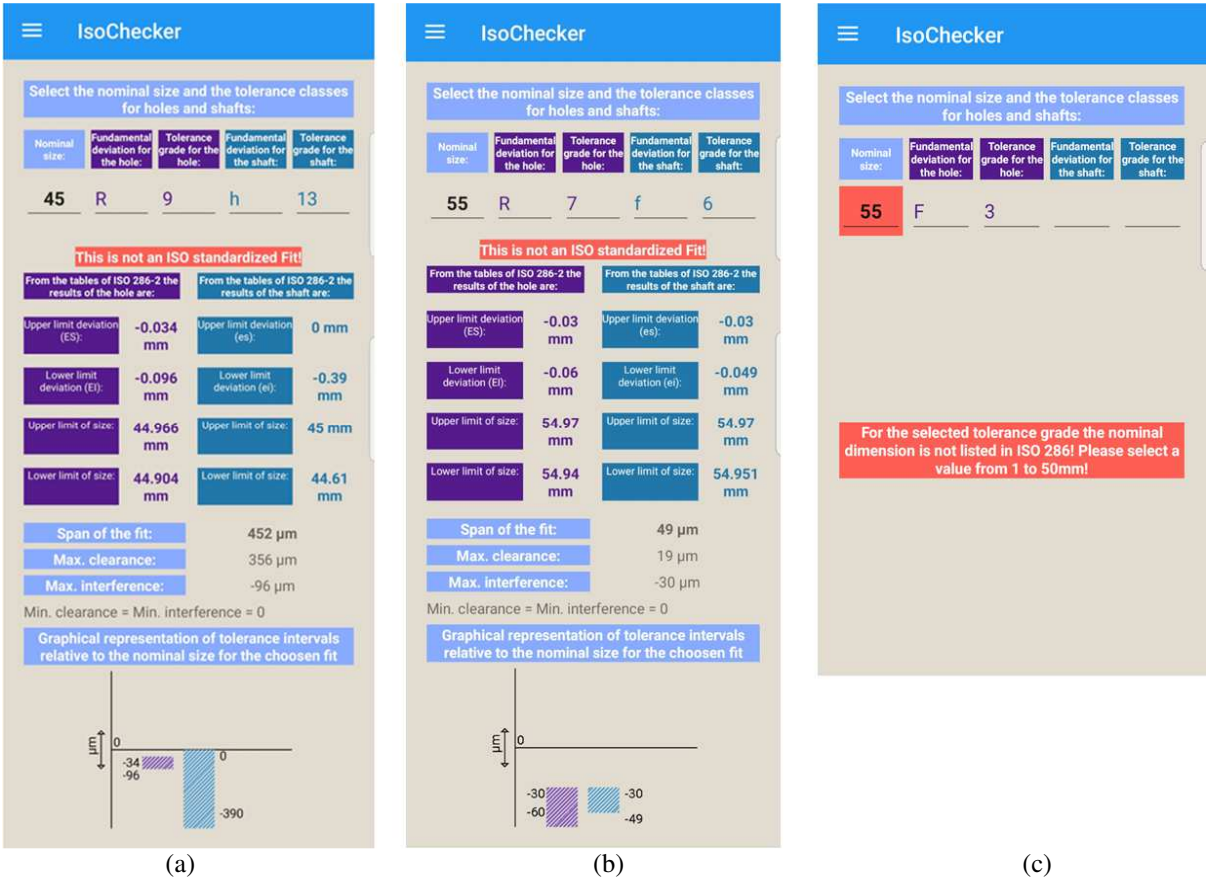 IsoChecker
Select the nominal size and the tolerance classes
for holes and shafts:
Nominal
size:
Fundamental
deviation for
the hole:
Tolerance
grade for the
hole:
Fundamental
deviation for
the shaft:
Tolerance
grade for the
shaft:
45 R 9 h 13
This is not an ISO standardized Fit!
From the tables of ISO 286-2 the
results of the hole are:
From the tables of ISO 286-2 the
results of the shaft are:
Upper limit deviation
(ES):
-0.034
mm
Upper limit deviation
(es):
0 mm
Lower limit
deviation (EI):
-0.096
mm
Lower limit
deviation (ei):
-0.39
mm
Upper limit of size:
44.966
mm
Upper limit of size:
45 mm
Lower limit of size:
44.904
mm
Lower limit of size:
44.61
mm
Span of the fit: 452 µm
Max. clearance: 356 µm
Max. interference: -96 µm
Min. clearance = Min. interference = 0
Graphical representation of tolerance intervals
relative to the nominal size for the choosen fit
µm
0
-34
-96
0
-390
(a)
IsoChecker
Select the nominal size and the tolerance classes
for holes and shafts:
Nominal
size:
Fundamental
deviation for
the hole:
Tolerance
grade for the
hole:
Fundamental
deviation for
the shaft:
Tolerance
grade for the
shaft:
55 R 7 f 6
This is not an ISO standardized Fit!
From the tables of ISO 286-2 the
results of the hole are:
From the tables of ISO 286-2 the
results of the shaft are:
Upper limit deviation
(ES):
-0.03
mm
Upper limit deviation
(es):
-0.03
mm
Lower limit
deviation (EI):
-0.06
mm
Lower limit
deviation (ei):
-0.049
mm
Upper limit of size:
54.97
mm
Upper limit of size:
54.97
mm
Lower limit of size:
54.94
mm
Lower limit of size:
54.951
mm
Span of the fit: 49 µm
Max. clearance: 19 µm
Max. interference: -30 µm
Min. clearance = Min. interference = 0
Graphical representation of tolerance intervals
relative to the nominal size for the choosen fit
µm
0
-30
-60
-30
-49
(b)
IsoChecker
Select the nominal size and the tolerance classes
for holes and shafts:
Nominal
size:
Fundamental
deviation for
the hole:
Tolerance
grade for the
hole:
Fundamental
deviation for
the shaft:
Tolerance
grade for the
shaft:
55 F 3
For the selected tolerance grade the nominal
dimension is not listed in ISO 286! Please select a
value from 1 to 50mm!
(c)